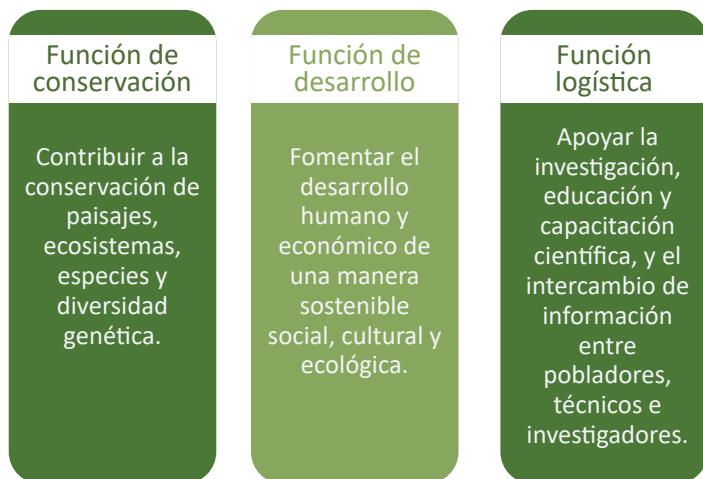 Función de
conservación
Contribuir a la
conservación de
paisajes,
ecosistemas,
especies y
diversidad
genética.
Función de
desarrollo
Fomentar el
desarrollo
humano y
económico de
una manera
sostenible
social, cultural y
ecológica.
Función
logística
Apoyar la
investigación,
educación y
capacitación
científica, y el
intercambio de
información
entre
pobladores,
técnicos e
investigadores.